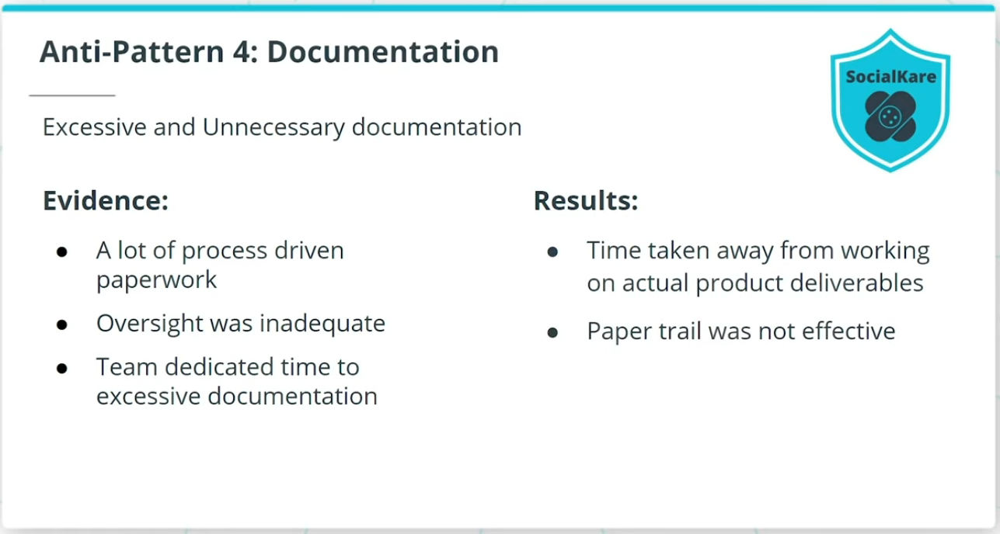 Anti-Pattern 4: Documentation
SocialKare
Excessive and Unnecessary documentation
Evidence:
● A lot of process driven
paperwork
● Oversight was inadequate
● Team dedicated time to
excessive documentation
Results:
● Time taken away from working
on actual product deliverables
● Paper trail was not effective